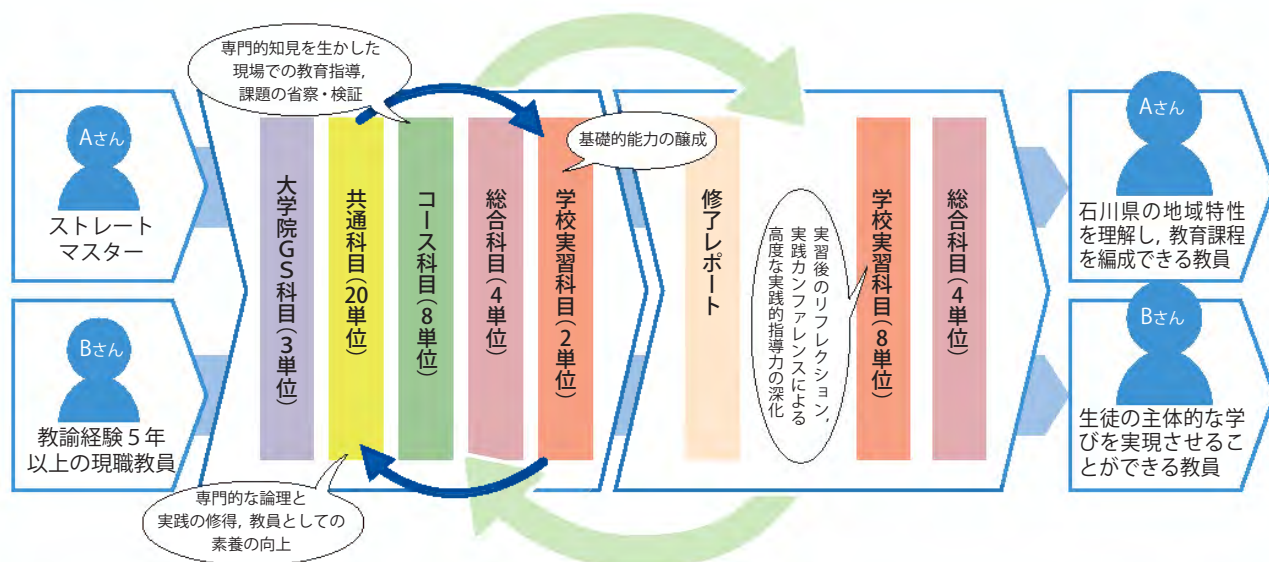 専門的知見を生かした
現場での教育指導,
課題の省察・検証
基礎的能力の醸成
Aさん
ストレート
マスター
Bさん
教諭経験5年
以上の現職教員
大学院GS科目(3単位)
共通科目(20単位)
コース科目(8単位)
総合科目(4単位)
学校実習科目(2単位)
専門的な論理と
実践の修得, 教員としての
素養の向上
修了レポート
実習後のリフレクション,
実践カンファレンスによる
高度な実践的指導力の深化
学校実習科目(8単位)
総合科目(4単位)
Aさん
石川県の地域特性
を理解し, 教育課程
を編成できる教員
Bさん
生徒の主体的な学
びを実現させるこ
とができる教員